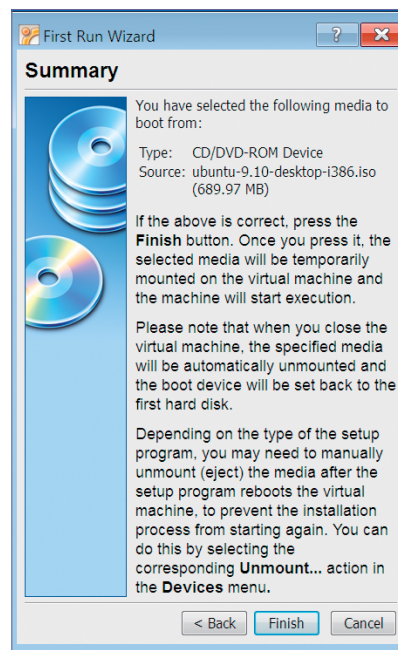 First Run Wizard
Summary
You have selected the following media to
boot from:
Type: CD/DVD-ROM Device
Source: ubuntu-9.10-desktop-i386.iso
(689.97 MB)
If the above is correct, press the
Finish button. Once you press it, the
selected media will be temporarily
mounted on the virtual machine and
the machine will start execution.
Please note that when you close the
virtual machine, the specified media
will be automatically unmounted and
the boot device will be set back to the
first hard disk.
Depending on the type of the setup
program, you may need to manually
unmount (eject) the media after the
setup program reboots the virtual
machine, to prevent the installation
process from starting again. You can
do this by selecting the
corresponding Unmount... action in
the Devices menu.
< Back Finish Cancel